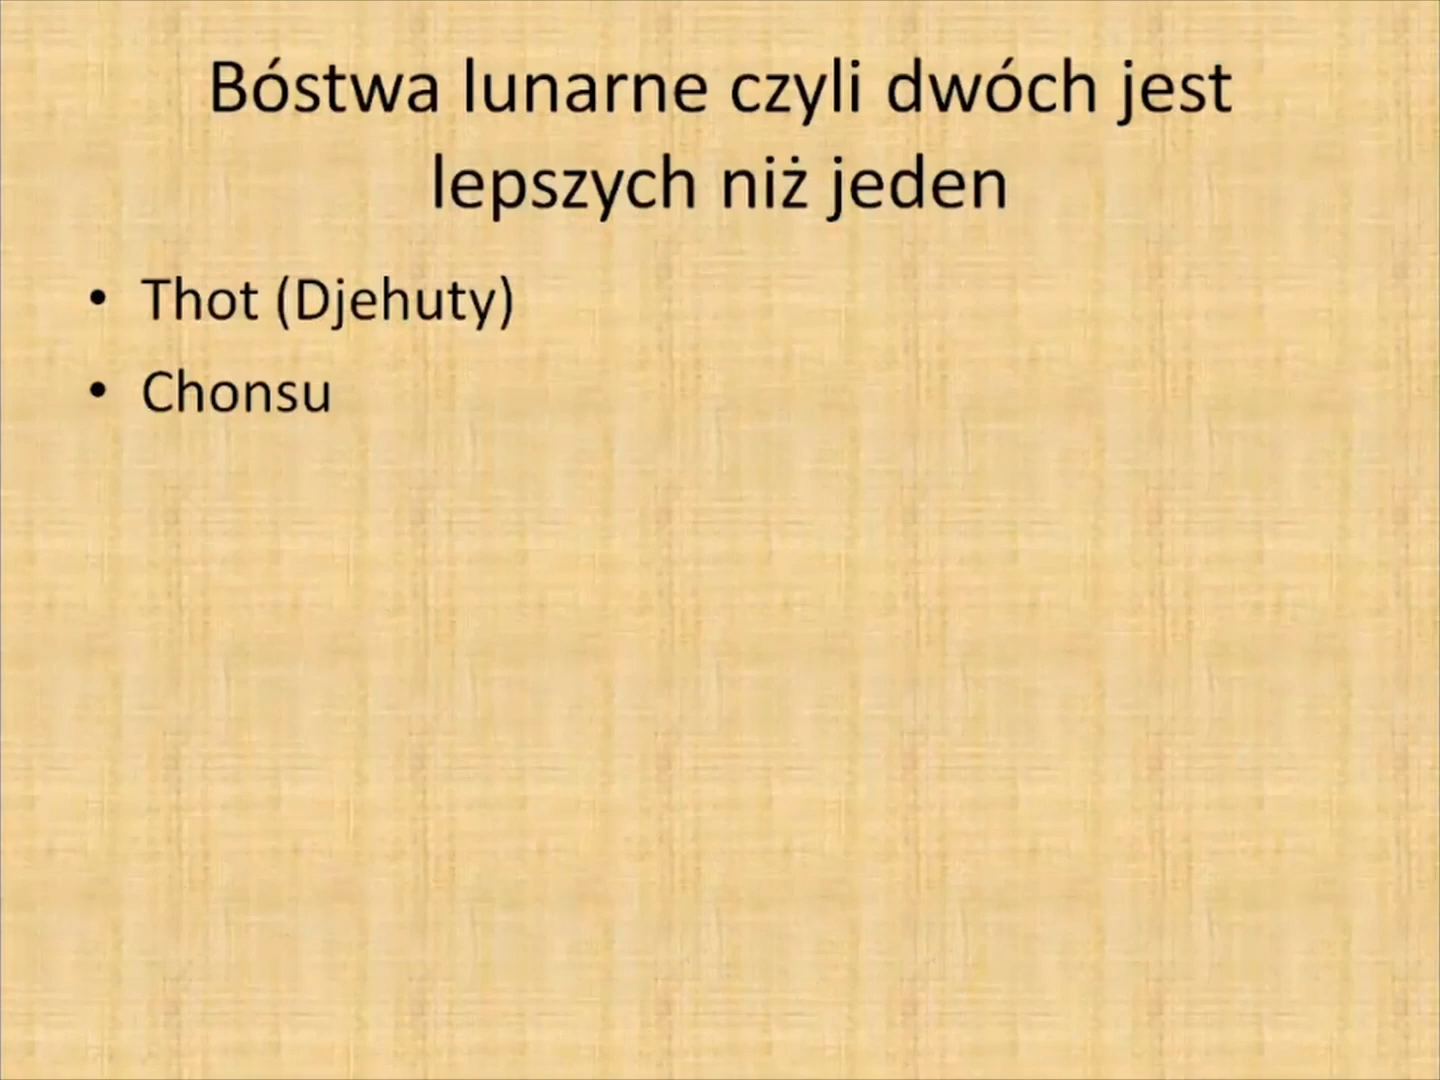 Bóstwa lunarne czyli dwóch jest
lepszych niż jeden
• Thot (Djehuty)
• Chonsu